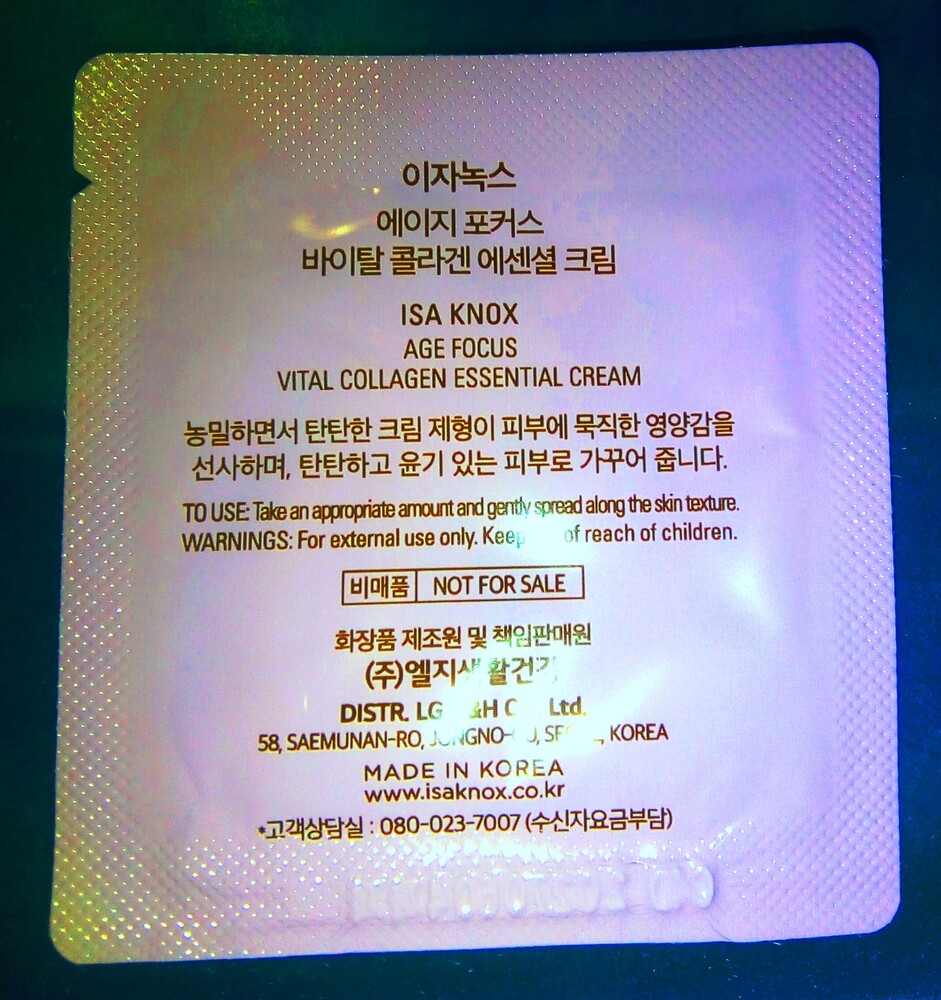 이자녹스
에이지 포커스
바이탈 콜라겐 에센셜 크림
ISA KNOX
AGE FOCUS
VITAL COLLAGEN ESSENTIAL CREAM
농밀하면서 탄탄한 크림 제형이 피부에 묵직한 영양감을
선사하며, 탄탄하고 윤기 있는 피부로 가꾸어 줍니다.
TO USE: Take an appropriate amount and gently spread along the skin texture.
WARNINGS: For external use only. Keep of reach of children.
비매품 NOT FOR SALE
화장품 제조원 및 책임판매원
(주)엘지생활건강
DISTR. LG Ltd.
58, SAEMUNAN-RO, KOREA
MADE IN KOREA
www.isaknox.co.kr
*고객상담실 : 080-023-7007 (수신자요금부담)